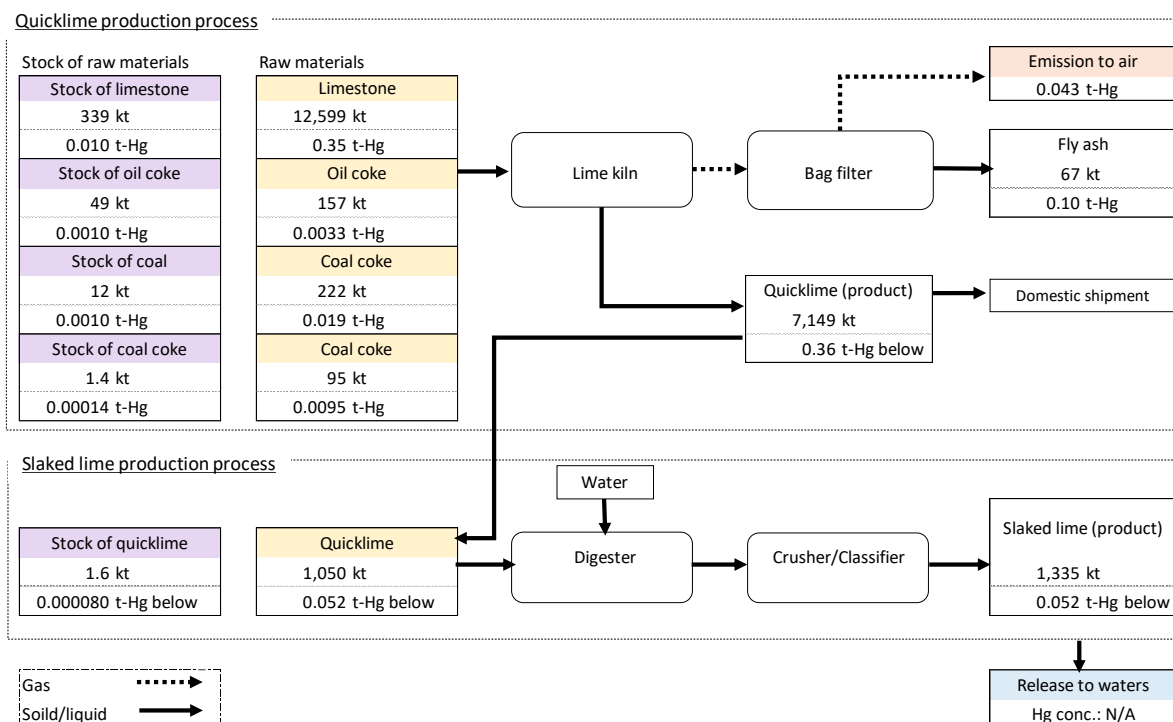 Quicklime production process
Stock of raw materials
Raw materials
Stock of limestone
339 kt
0.010 t-Hg
Stock of oil coke
49 kt
0.0010 t-Hg
Stock of coal
12 kt
0.0010 t-Hg
Stock of coal coke
1.4 kt
0.00014 t-Hg
Limestone
12,599 kt
0.35 t-Hg
Oil coke
157 kt
0.0033 t-Hg
Coal coke
222 kt
0.019 t-Hg
Coal coke
95 kt
0.0095 t-Hg
Lime kiln
Bag filter
Emission to air
0.043 t-Hg
Fly ash
67 kt
0.10 t-Hg
Quicklime (product)
7,149 kt
0.36 t-Hg below
Domestic shipment
Slaked lime production process
Stock of quicklime
1.6 kt
0.000080 t-Hg below
Quicklime
1,050 kt
0.052 t-Hg below
Water
Digester
Crusher/Classifier
Slaked lime (product)
1,335 kt
0.052 t-Hg below
Release to waters
Hg conc.: N/A
Gas
Soild/liquid